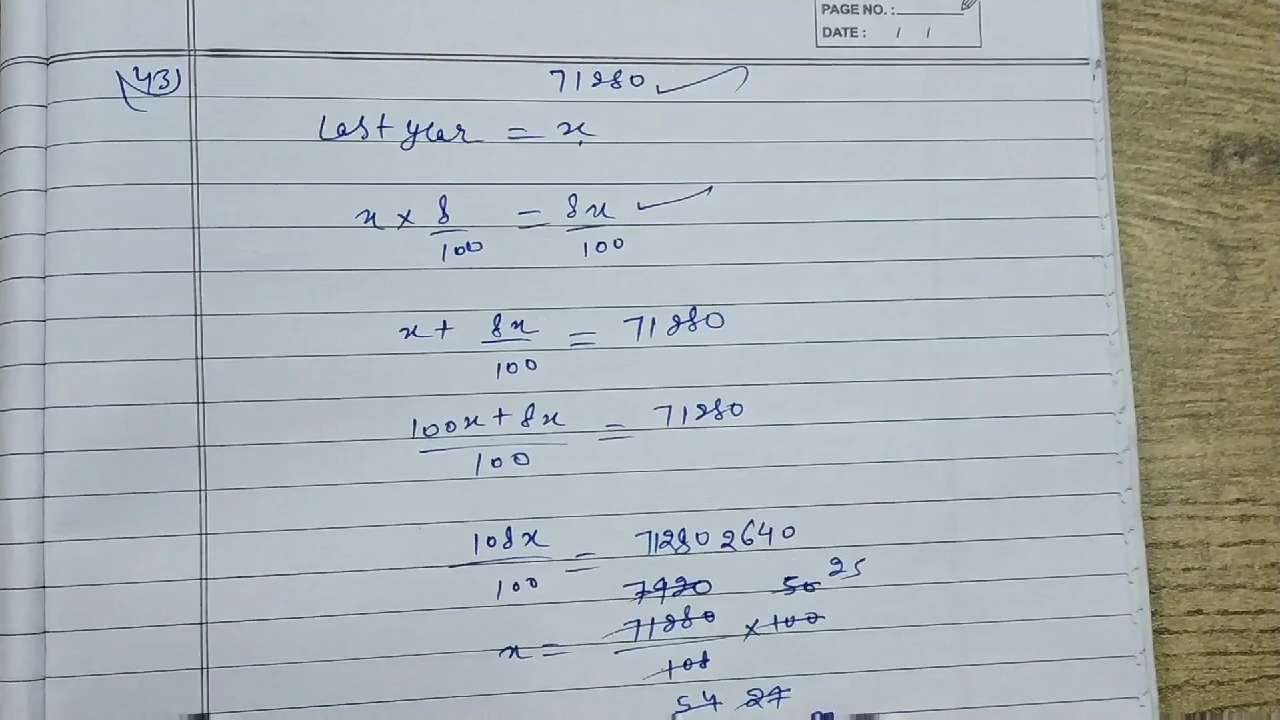 PAGE NO. :
DATE : / /
43) 71280
Last year = x
x × 8/100 = 8x/100
x + 8x/100 = 71280
100x + 8x/100 = 71280
108x/100 = 71280 2640
7920 50 25
x = 71280/108 × 100
54 27